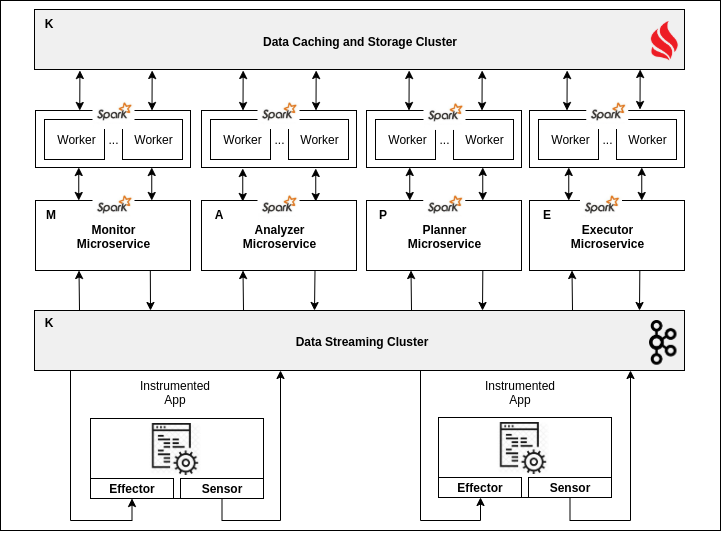 K
Data Caching and Storage Cluster
Spark Spark Spark Spark
Worker ... Worker Worker ... Worker Worker ... Worker Worker ... Worker
Spark Spark Spark Spark
M A P E
Monitor Analyzer Planner Executor
Microservice Microservice Microservice Microservice
K
Data Streaming Cluster
Instrumented Instrumented
App App
Effector Sensor Effector Sensor